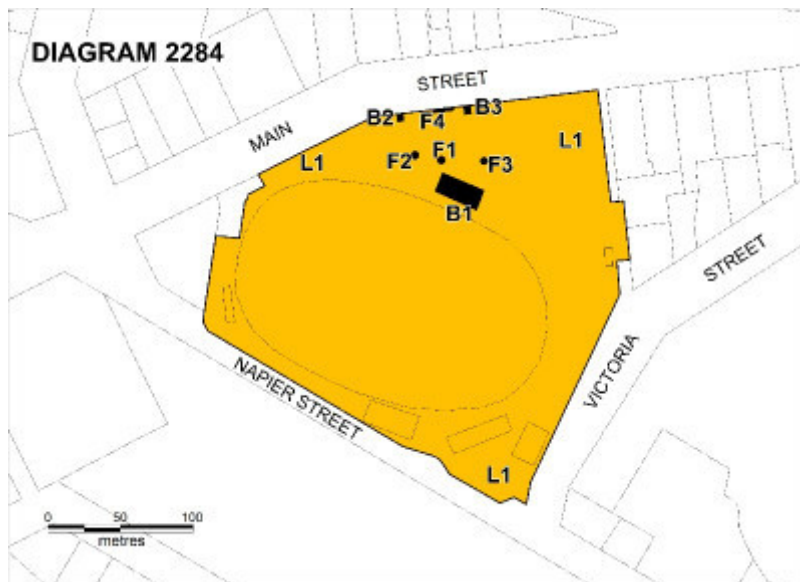 DIAGRAM 2284
STREET
MAIN
B2
F4
B3
L1
F2
F1
F3
L1
B1
STREET
VICTORIA
NAPIER STREET
L1
0 50 100
metres